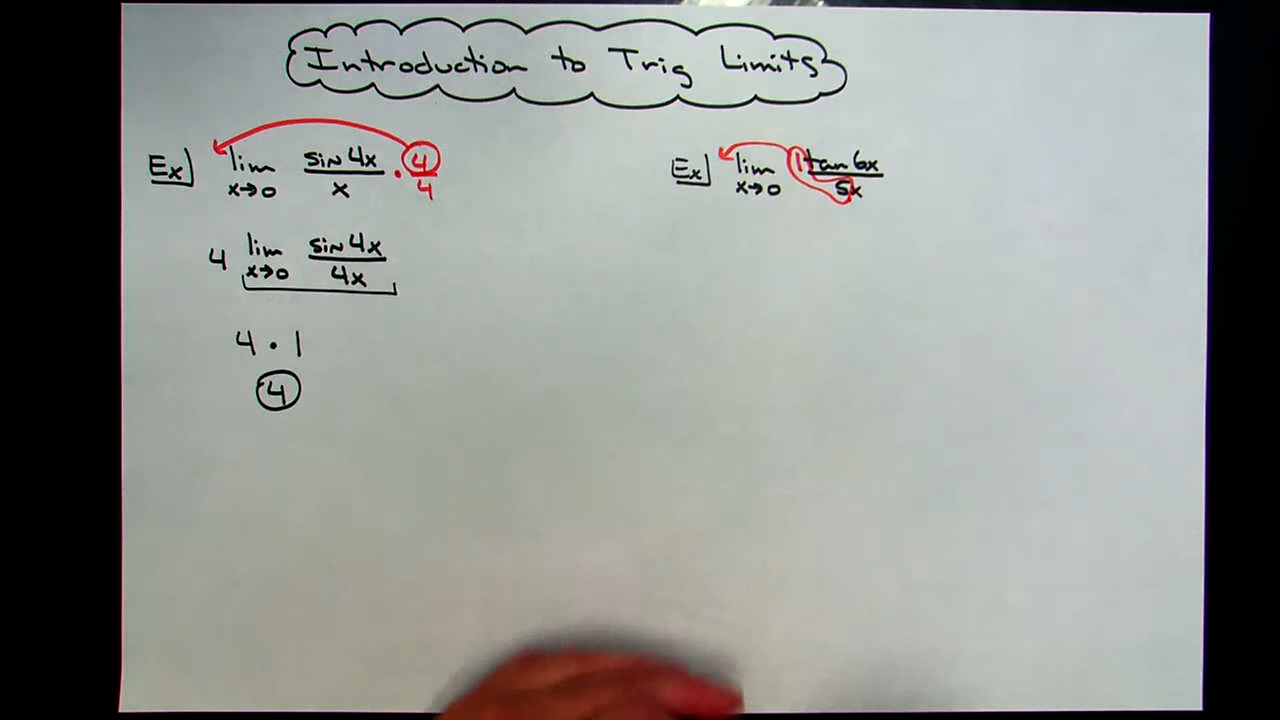 Introduction to Trig Limits
Ex] lim x→0 sin 4x / x · 4/4
4 lim x→0 sin 4x / 4x
4 · 1
4
Ex] lim x→0 1 tan 6x / 5x